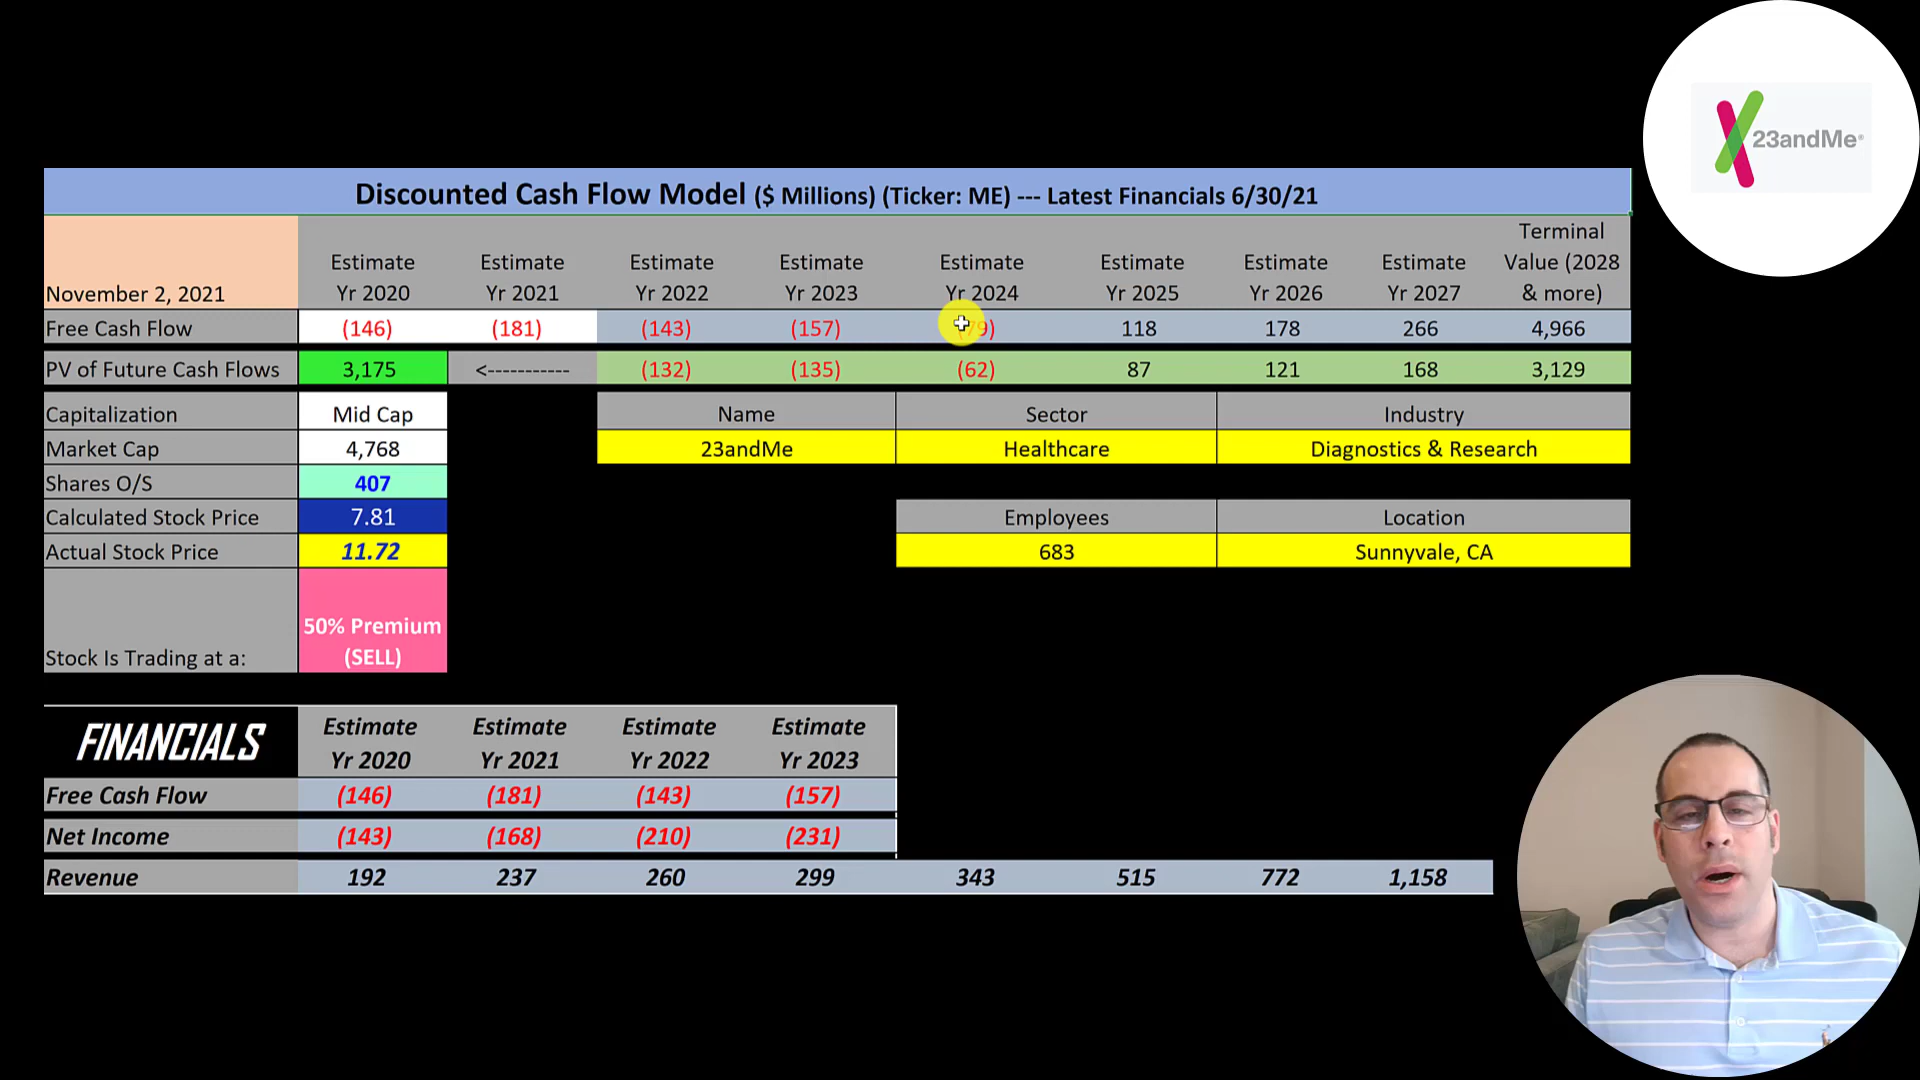 23andMe®
Discounted Cash Flow Model ($ Millions) (Ticker: ME) --- Latest Financials 6/30/21
November 2, 2021 Estimate Yr 2020 Estimate Yr 2021 Estimate Yr 2022 Estimate Yr 2023 Estimate Yr 2024 Estimate Yr 2025 Estimate Yr 2026 Estimate Yr 2027 Terminal Value (2028 & more)
Free Cash Flow (146) (181) (143) (157) (79) 118 178 266 4,966
PV of Future Cash Flows 3,175 <----------- (132) (135) (62) 87 121 168 3,129
Capitalization Mid Cap Name Sector Industry
Market Cap 4,768 23andMe Healthcare Diagnostics & Research
Shares O/S 407
Calculated Stock Price 7.81 Employees Location
Actual Stock Price 11.72 683 Sunnyvale, CA
Stock Is Trading at a: 50% Premium (SELL)
FINANCIALS Estimate Yr 2020 Estimate Yr 2021 Estimate Yr 2022 Estimate Yr 2023
Free Cash Flow (146) (181) (143) (157)
Net Income (143) (168) (210) (231)
Revenue 192 237 260 299 343 515 772 1,158